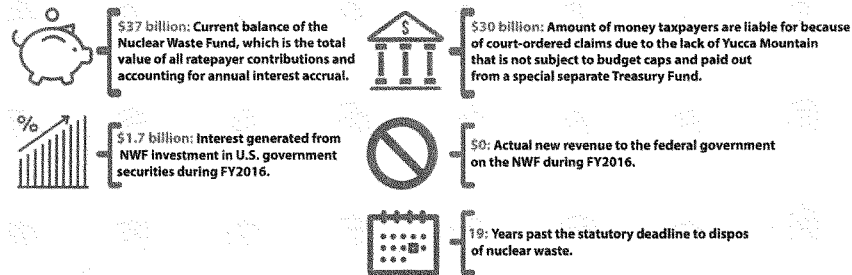 $37 billion: Current balance of the
Nuclear Waste Fund, which is the total
value of all ratepayer contributions and
accounting for annual interest accrual.
$
$30 billion: Amount of money taxpayers are liable for because
of court-ordered claims due to the lack of Yucca Mountain
that is not subject to budget caps and paid out
from a special separate Treasury Fund.
%
$1.7 billion: Interest generated from
NWF investment in U.S. government
securities during FY2016.
$0: Actual new revenue to the federal government
on the NWF during FY2016.
19: Years past the statutory deadline to dispos
of nuclear waste.